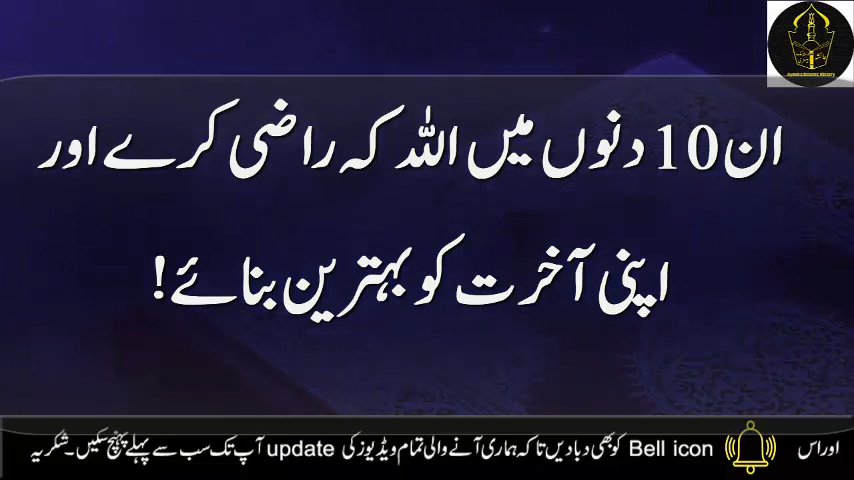 ان 10 دنوں میں اللہ کہ راضی کرے اور
اپنی آخرت کو بہترین بنائے!
اور اس Bell icon کو بھی دبا دیں تا کہ ہماری آنے والی تمام ویڈیوز کی update آپ تک سب سے پہلے پہنچ سکیں۔ شکریہ